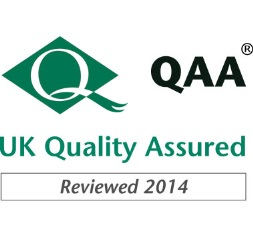 Q QAA®
UK Quality Assured
Reviewed 2014